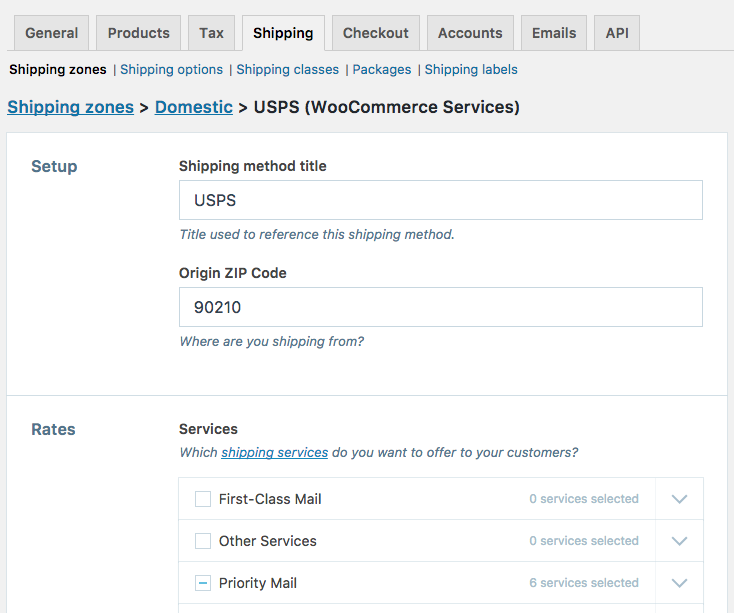 General Products Tax Shipping Checkout Accounts Emails API
Shipping zones | Shipping options | Shipping classes | Packages | Shipping labels
Shipping zones > Domestic > USPS (WooCommerce Services)
Setup
Shipping method title
USPS
Title used to reference this shipping method.
Origin ZIP Code
90210
Where are you shipping from?
Rates
Services
Which shipping services do you want to offer to your customers?
First-Class Mail 0 services selected
Other Services 0 services selected
Priority Mail 6 services selected